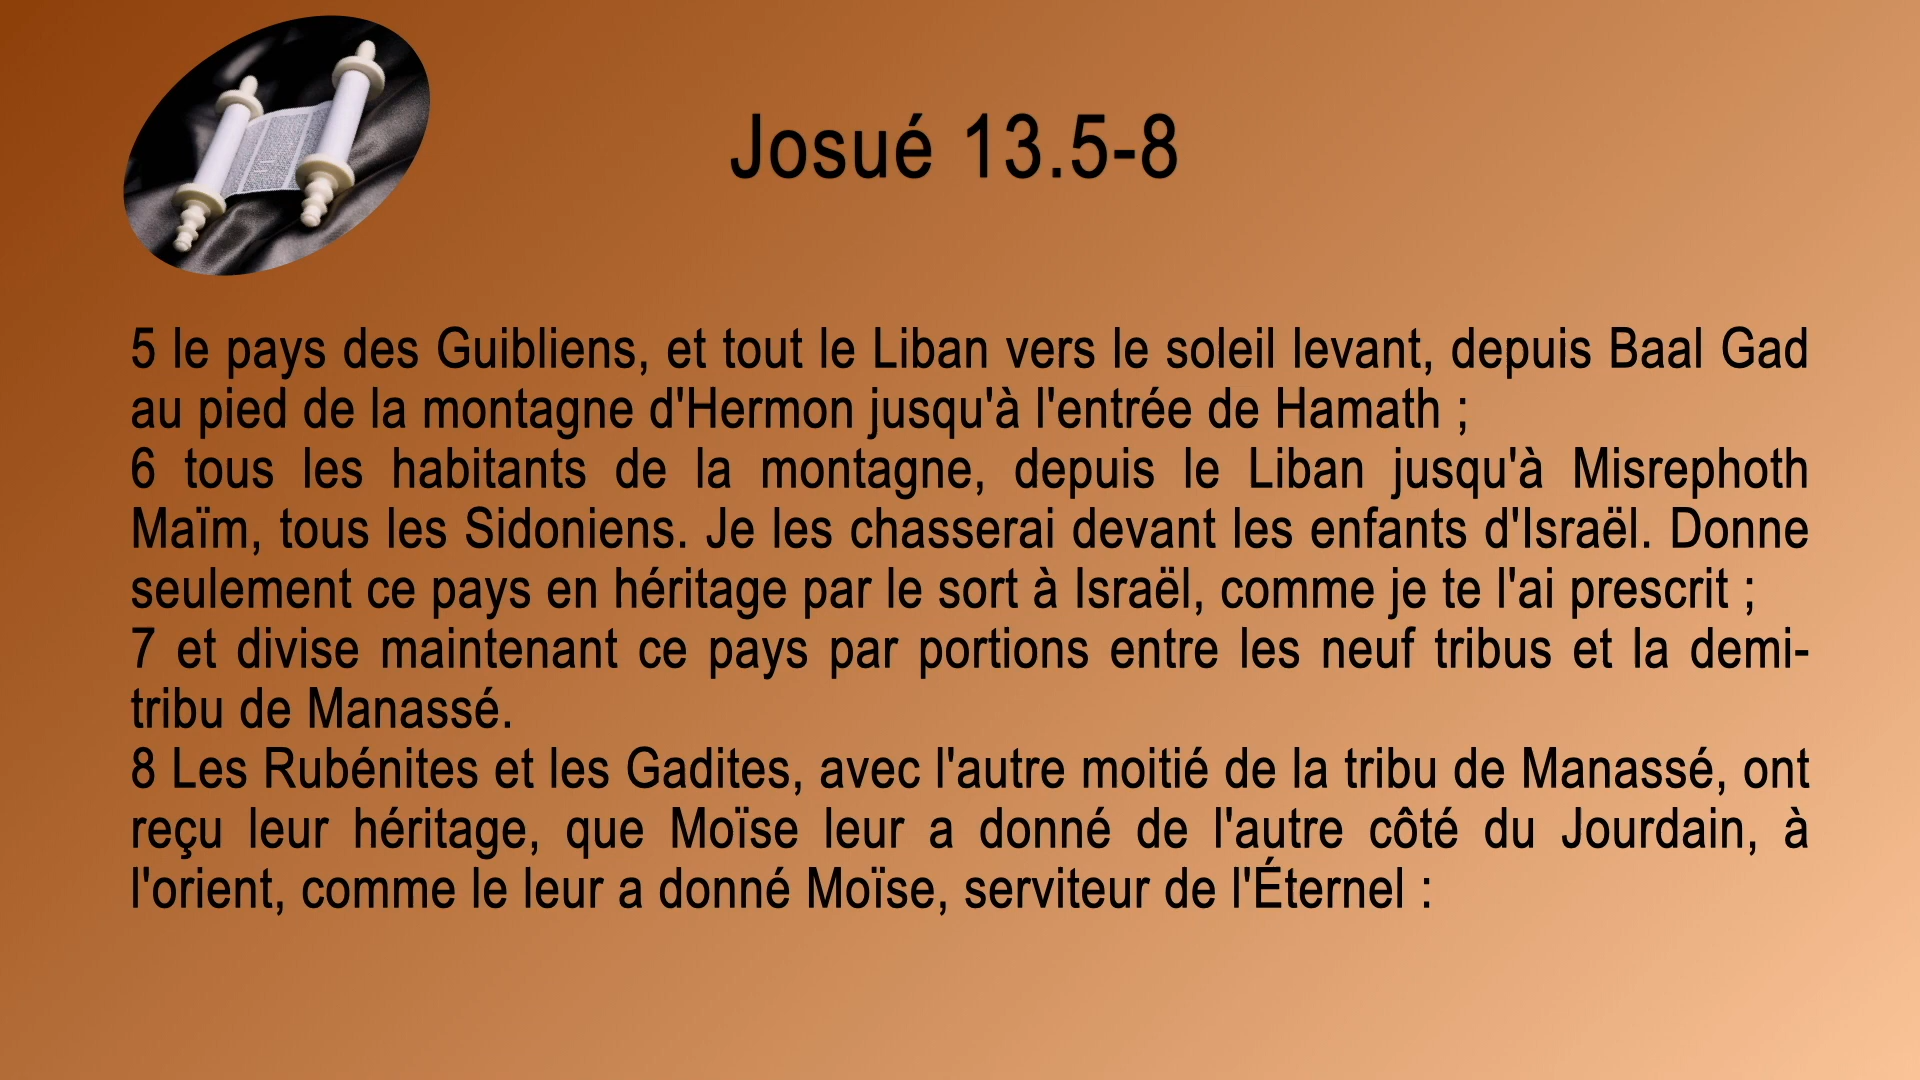 Josué 13.5-8
5 le pays des Guibliens, et tout le Liban vers le soleil levant, depuis Baal Gad
au pied de la montagne d'Hermon jusqu'à l'entrée de Hamath ;
6 tous les habitants de la montagne, depuis le Liban jusqu'à Misrephoth
Maïm, tous les Sidoniens. Je les chasserai devant les enfants d'Israël. Donne
seulement ce pays en héritage par le sort à Israël, comme je te l'ai prescrit ;
7 et divise maintenant ce pays par portions entre les neuf tribus et la demi-
tribu de Manassé.
8 Les Rubénites et les Gadites, avec l'autre moitié de la tribu de Manassé, ont
reçu leur héritage, que Moïse leur a donné de l'autre côté du Jourdain, à
l'orient, comme le leur a donné Moïse, serviteur de l'Éternel :